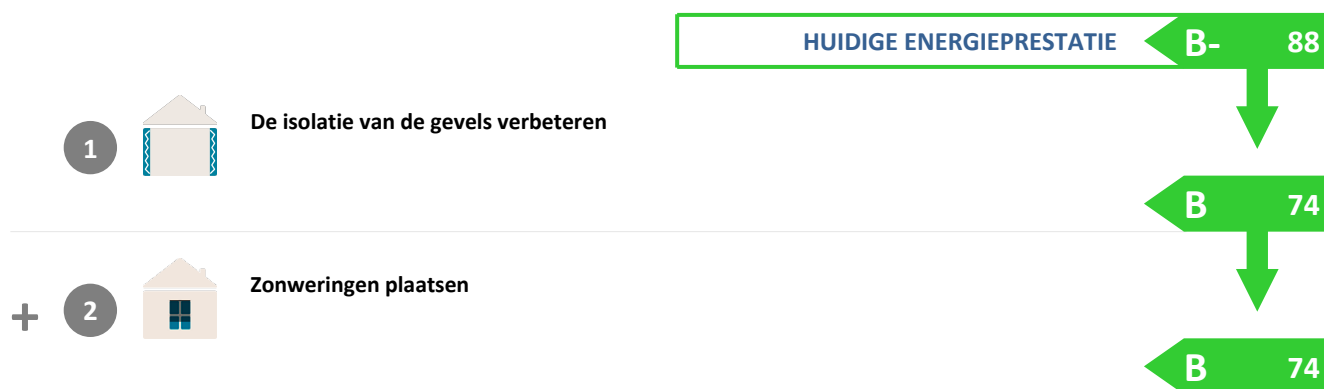 HUIDIGE ENERGIEPRESTATIE B- 88
1 De isolatie van de gevels verbeteren
B 74
+ 2 Zonweringen plaatsen
B 74